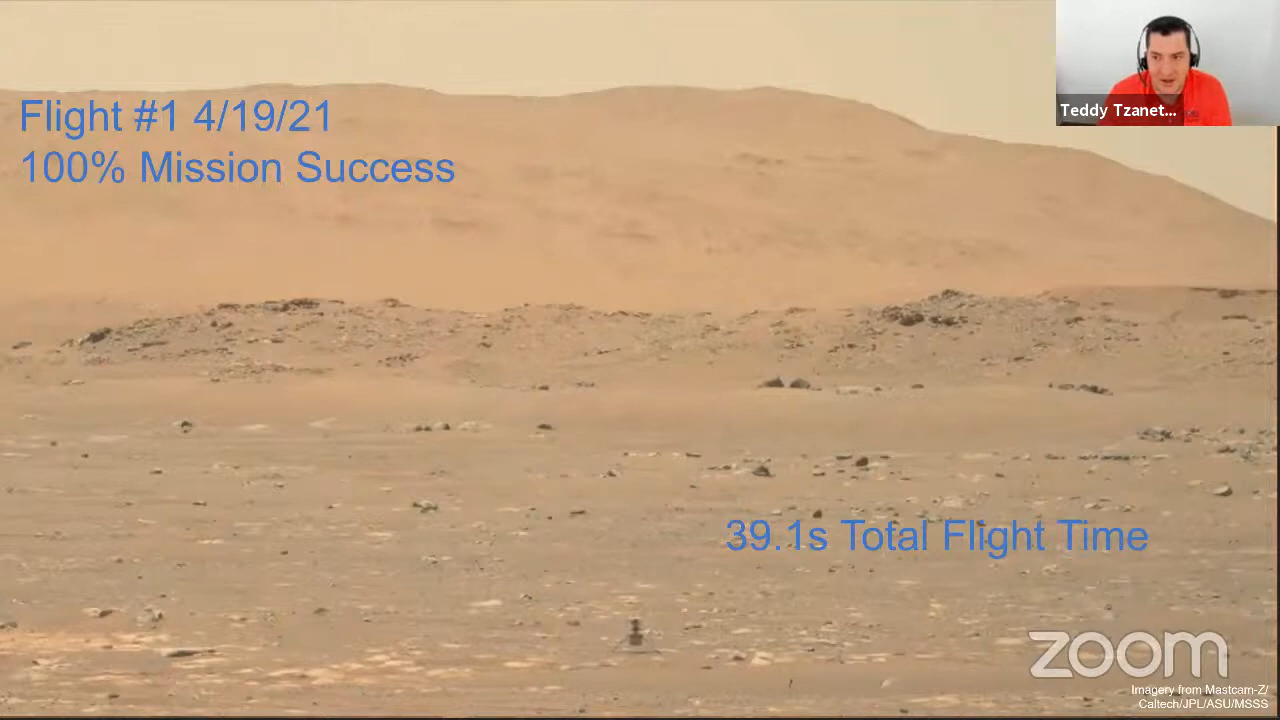 Flight #1 4/19/21
100% Mission Success
Teddy Tzanet...
39.1s Total Flight Time
zoom
Imagery from Mastcam-Z/
Caltech/JPL/ASU/MSSS